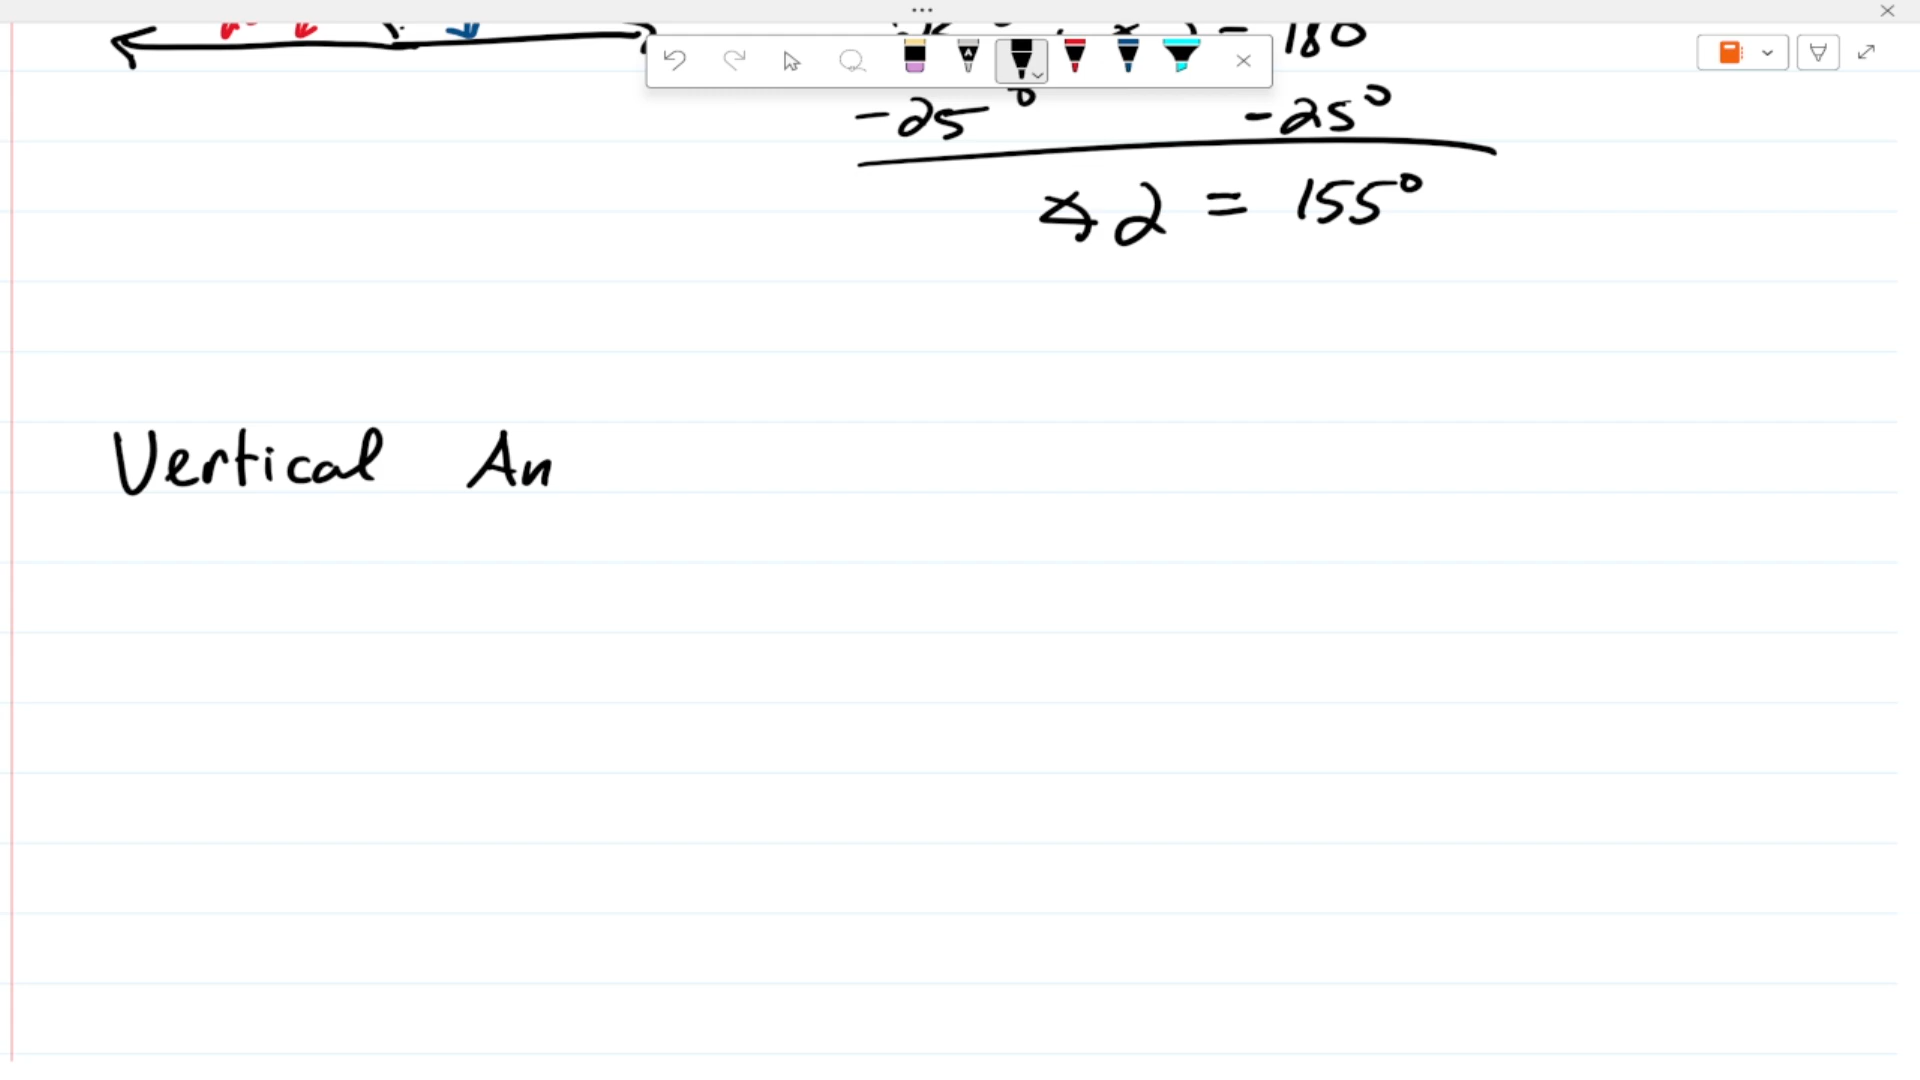 = 180
-25° -25°
∡2 = 155°
Vertical An